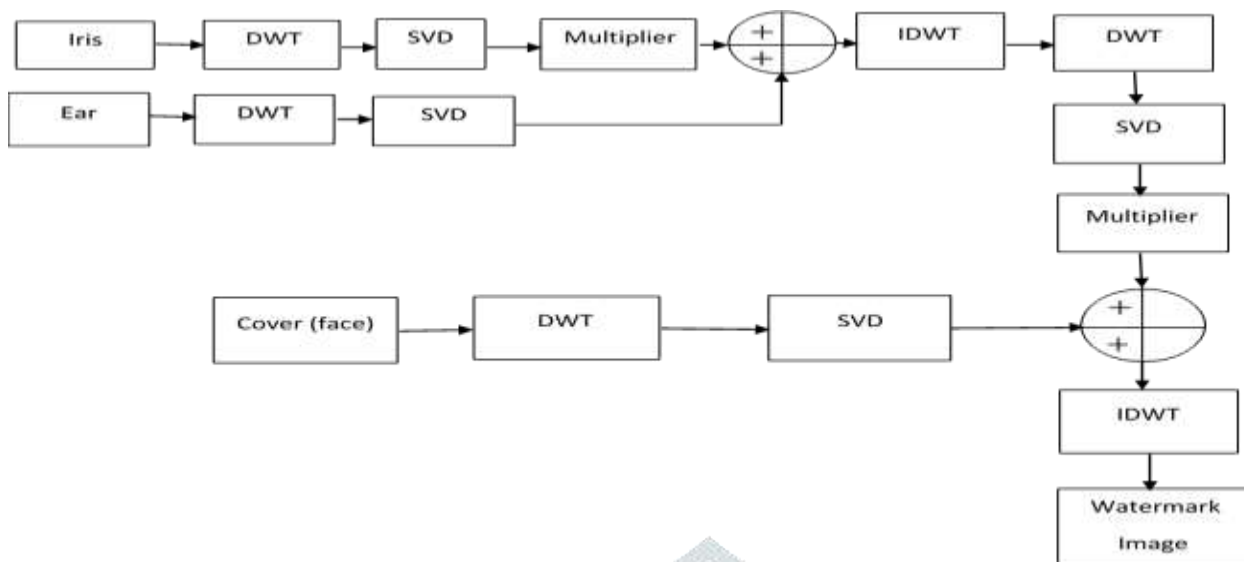 Iris
DWT
SVD
Multiplier
+
+
IDWT
DWT
Ear
DWT
SVD
SVD
Multiplier
Cover (face)
DWT
SVD
+
+
IDWT
Watermark
Image